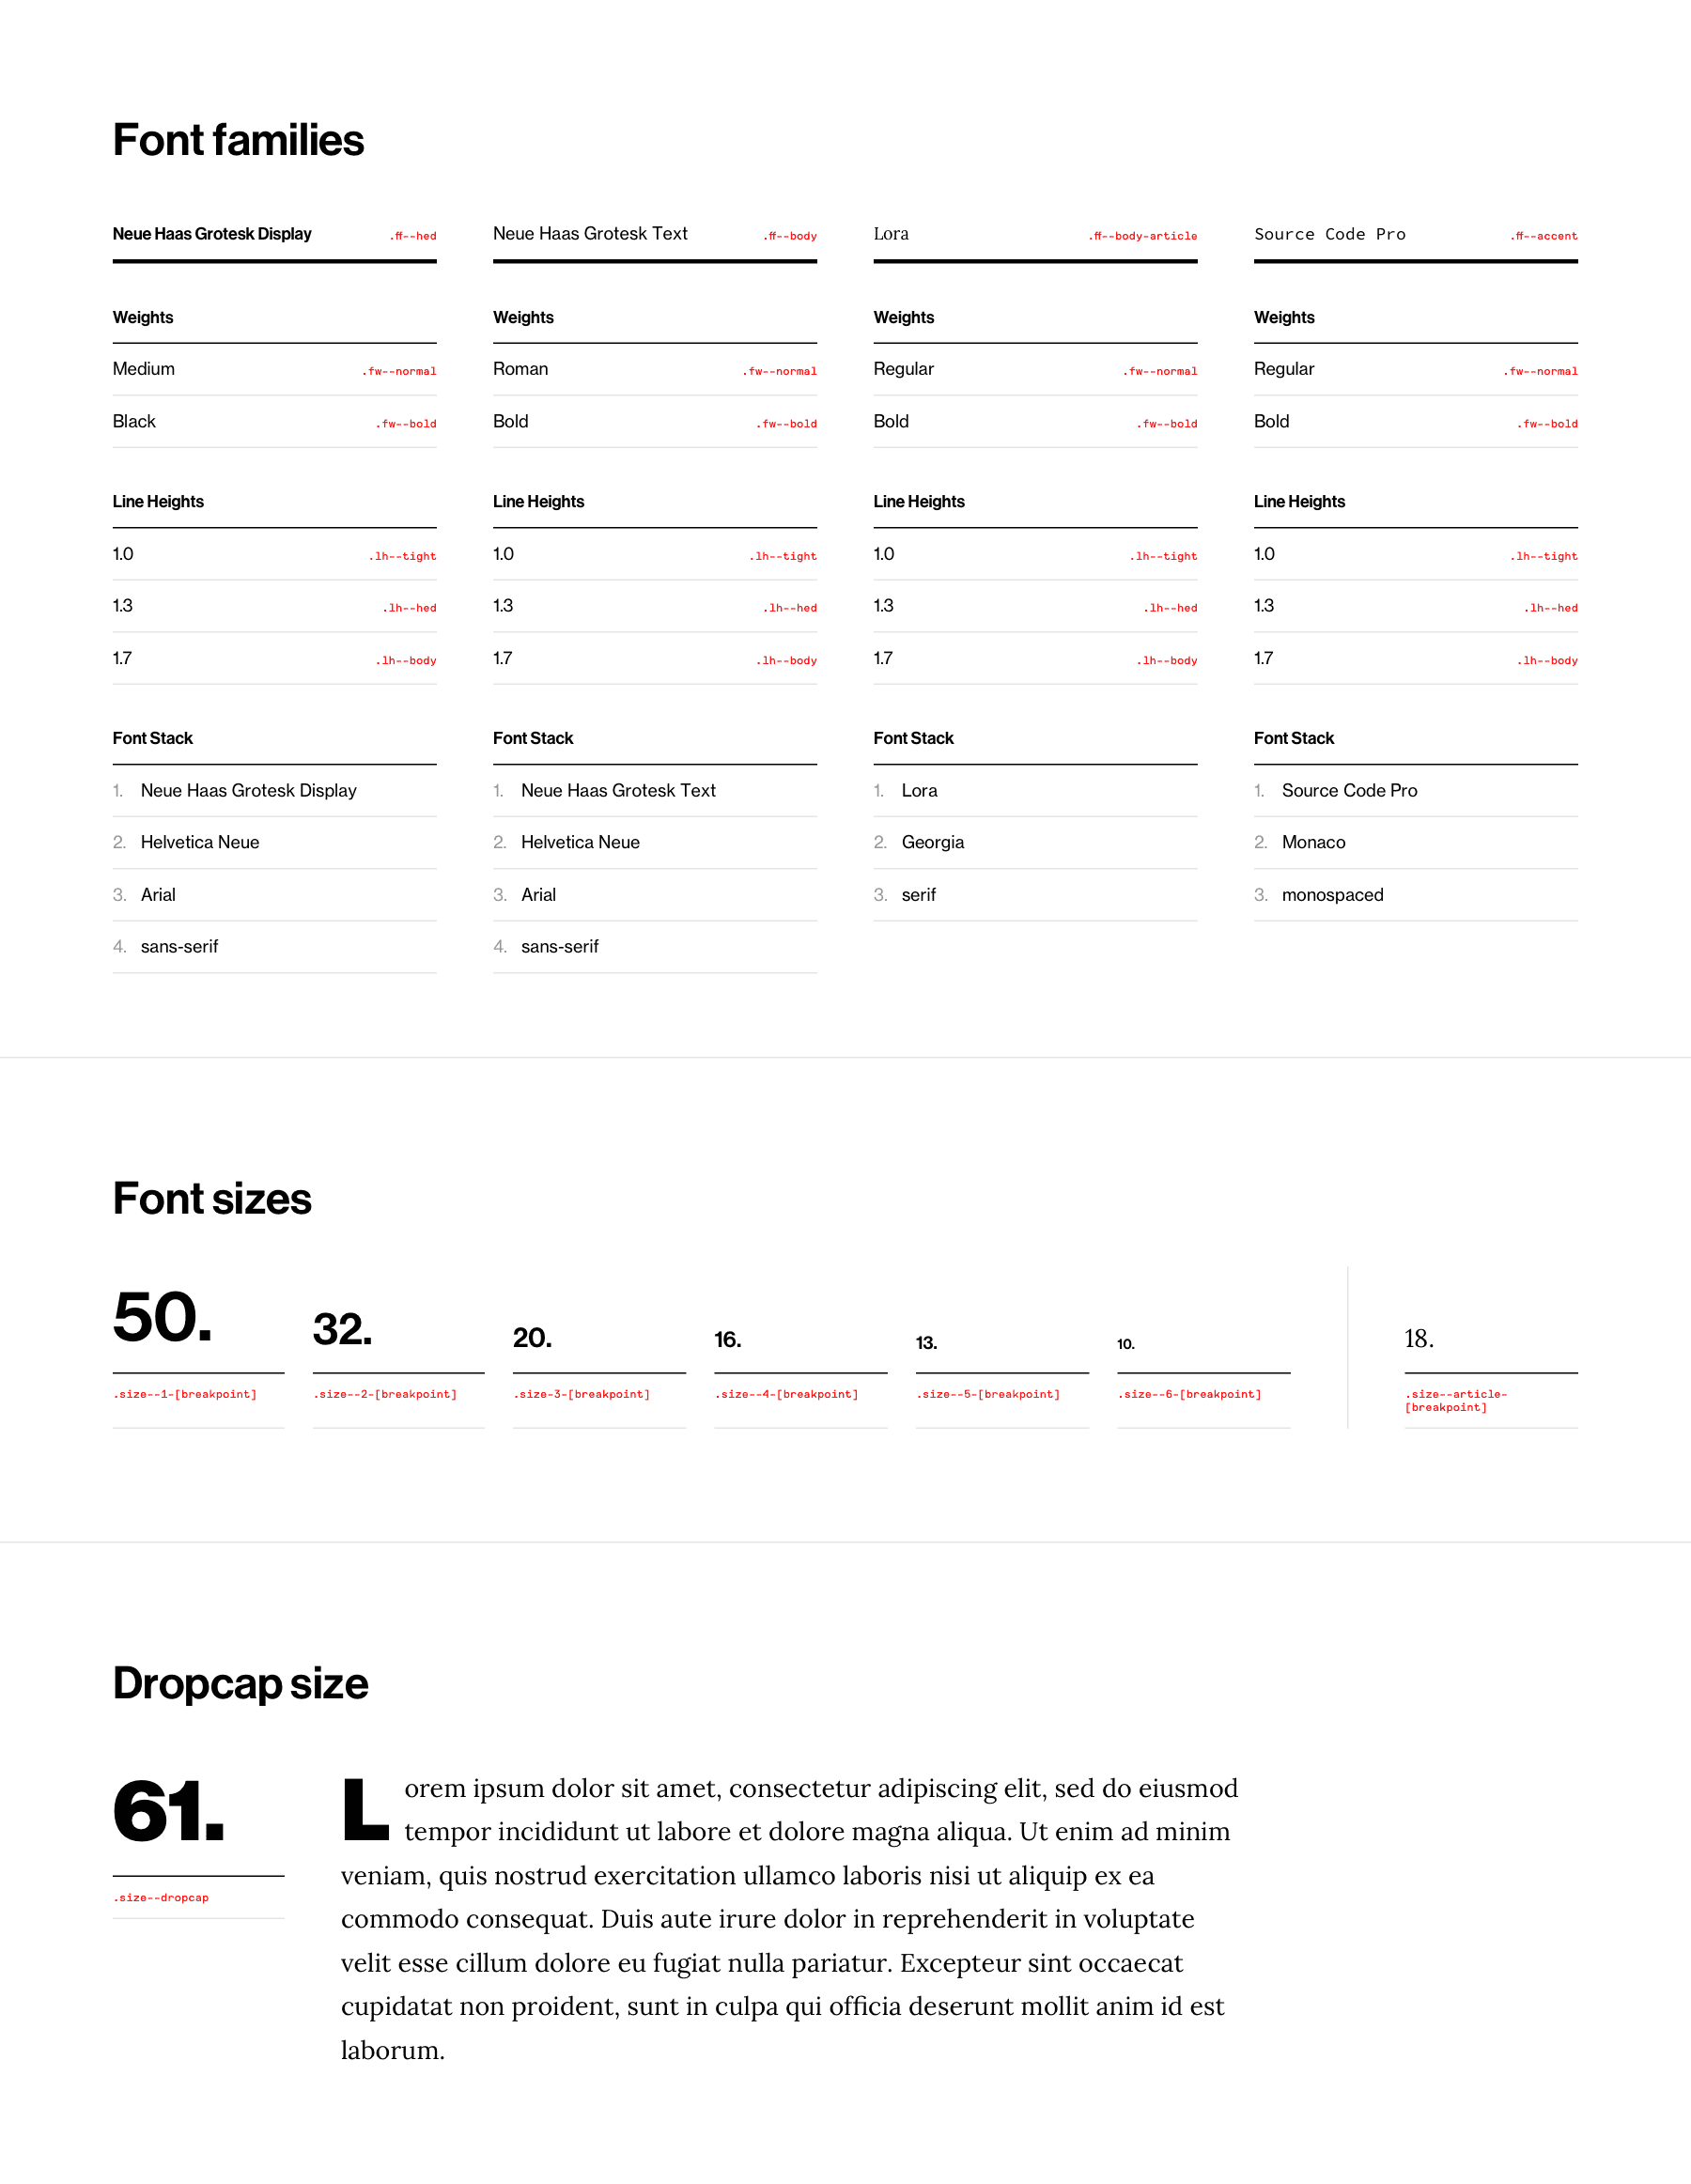 Font families
Neue Haas Grotesk Display .ff--hed
Neue Haas Grotesk Text .ff--body
Lora .ff--body-article
Source Code Pro .ff--accent
Weights
Medium .fw--normal
Black .fw--bold
Weights
Roman .fw--normal
Bold .fw--bold
Weights
Regular .fw--normal
Bold .fw--bold
Weights
Regular .fw--normal
Bold .fw--bold
Line Heights
1.0 .lh--tight
1.3 .lh--hed
1.7 .lh--body
Line Heights
1.0 .lh--tight
1.3 .lh--hed
1.7 .lh--body
Line Heights
1.0 .lh--tight
1.3 .lh--hed
1.7 .lh--body
Line Heights
1.0 .lh--tight
1.3 .lh--hed
1.7 .lh--body
Font Stack
1. Neue Haas Grotesk Display
2. Helvetica Neue
3. Arial
4. sans-serif
Font Stack
1. Neue Haas Grotesk Text
2. Helvetica Neue
3. Arial
4. sans-serif
Font Stack
1. Lora
2. Georgia
3. serif
Font Stack
1. Source Code Pro
2. Monaco
3. monospaced
Font sizes
50.
.size--1-[breakpoint]
32.
.size--2-[breakpoint]
20.
.size-3-[breakpoint]
16.
.size--4-[breakpoint]
13.
.size--5-[breakpoint]
10.
.size--6-[breakpoint]
18.
.size--article-
[breakpoint]
Dropcap size
61.
.size--dropcap
Lorem ipsum dolor sit amet, consectetur adipiscing elit, sed do eiusmod
tempor incididunt ut labore et dolore magna aliqua. Ut enim ad minim
veniam, quis nostrud exercitation ullamco laboris nisi ut aliquip ex ea
commodo consequat. Duis aute irure dolor in reprehenderit in voluptate
velit esse cillum dolore eu fugiat nulla pariatur. Excepteur sint occaecat
cupidatat non proident, sunt in culpa qui officia deserunt mollit anim id est
laborum.